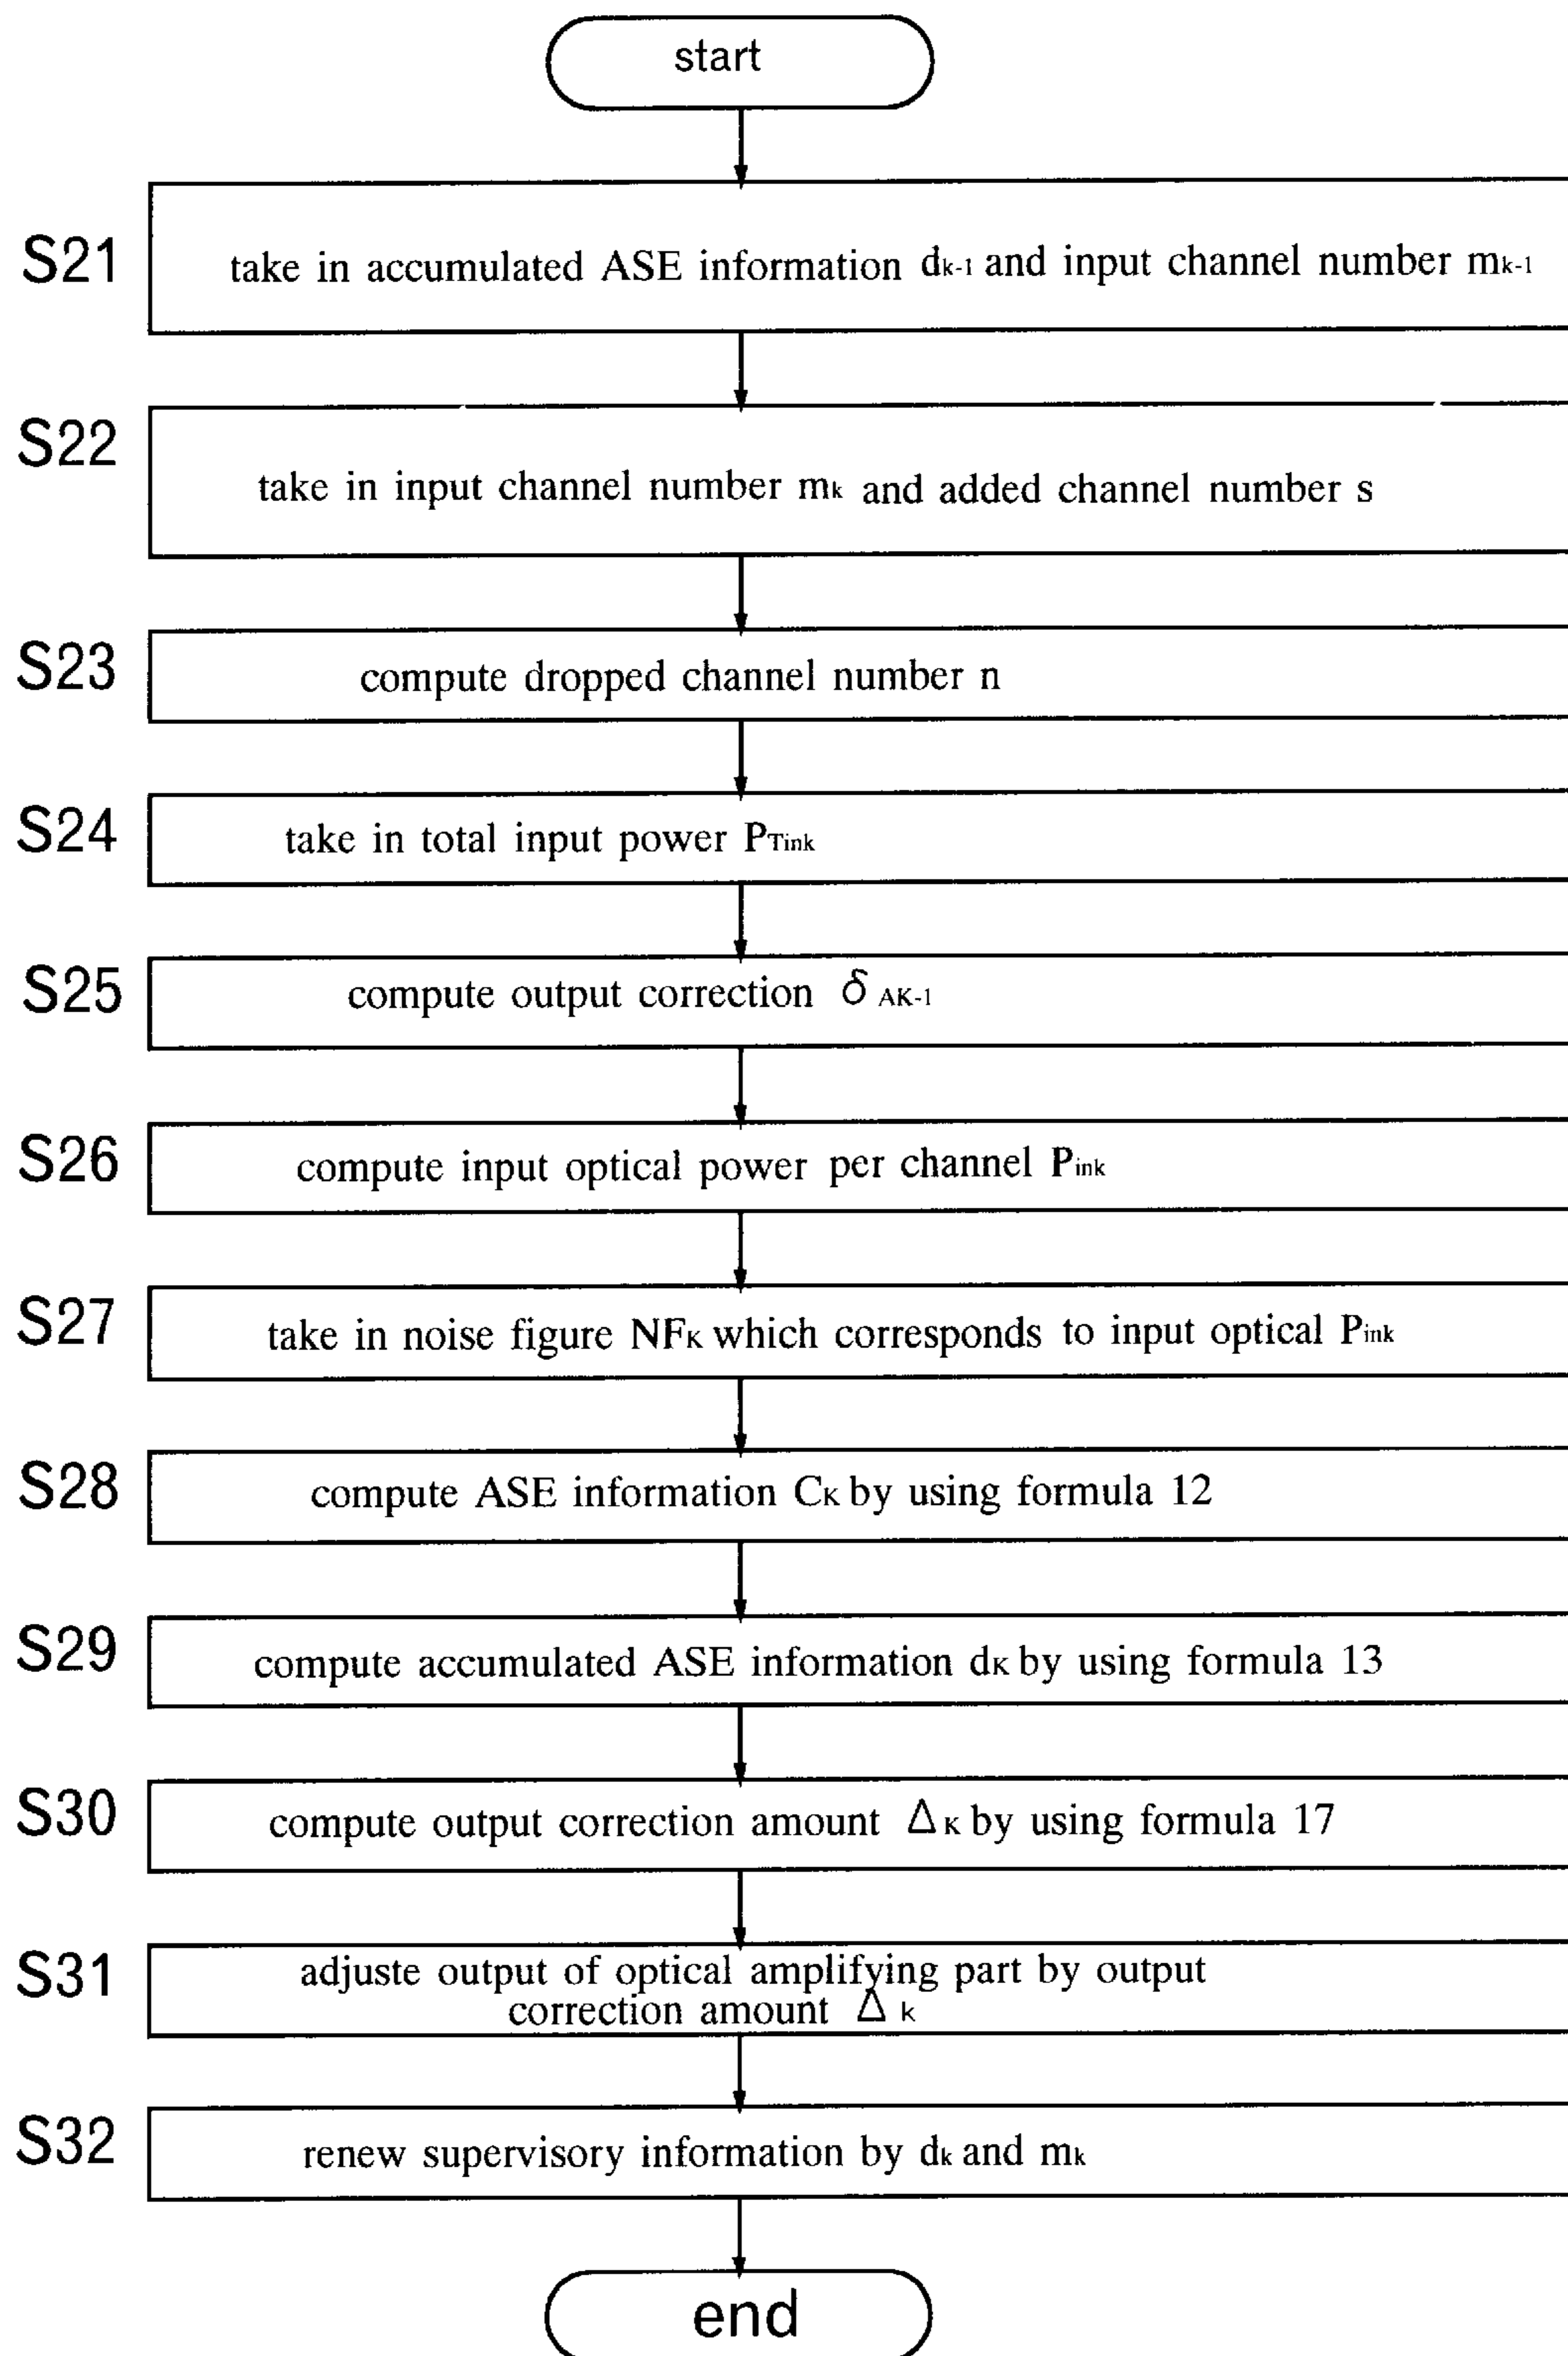 start
S21
take in accumulated ASE information dk-1 and input channel number mk-1
S22
take in input channel number mk and added channel number s
S23
compute dropped channel number n
S24
take in total input power PTink
S25
compute output correction δ AK-1
S26
compute input optical power per channel Pink
S27
take in noise figure NFK which corresponds to input optical Pink
S28
compute ASE information CK by using formula 12
S29
compute accumulated ASE information dK by using formula 13
S30
compute output correction amount ΔK by using formula 17
S31
adjuste output of optical amplifying part by output
correction amount Δk
S32
renew supervisory information by dk and mk
end